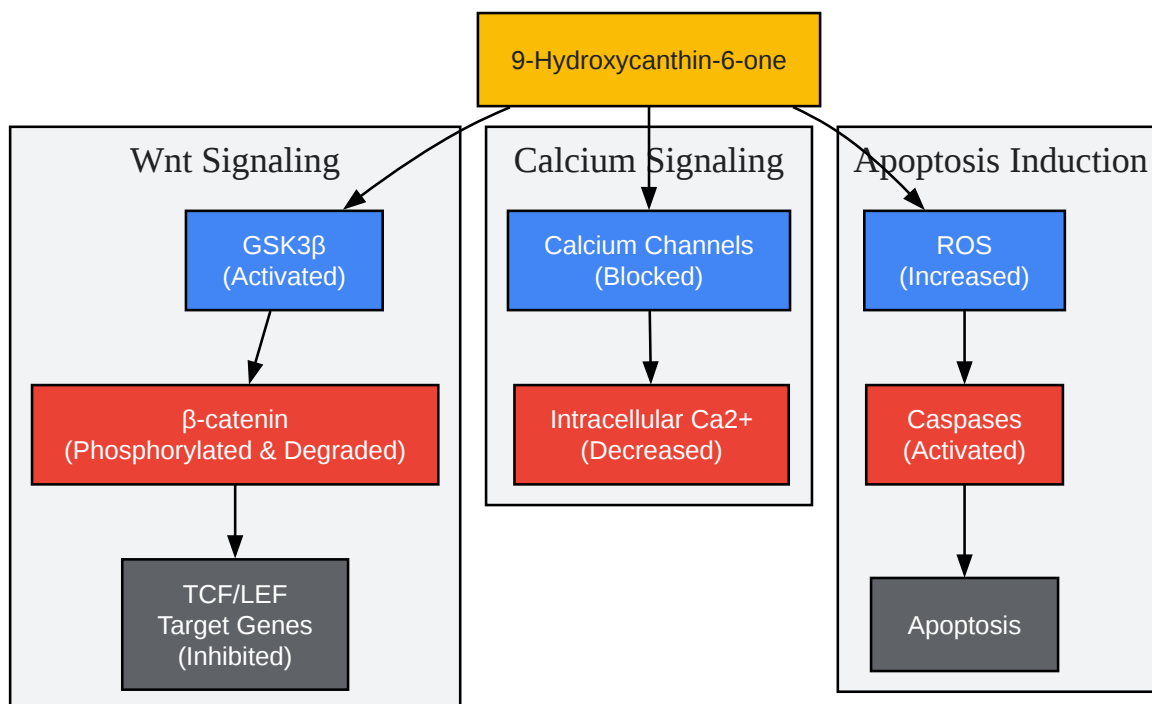 9-Hydroxycanthin-6-one
Wnt Signaling
GSK3β
(Activated)
β-catenin
(Phosphorylated & Degraded)
TCF/LEF
Target Genes
(Inhibited)
Calcium Signaling
Calcium Channels
(Blocked)
Intracellular Ca2+
(Decreased)
Apoptosis Induction
ROS
(Increased)
Caspases
(Activated)
Apoptosis